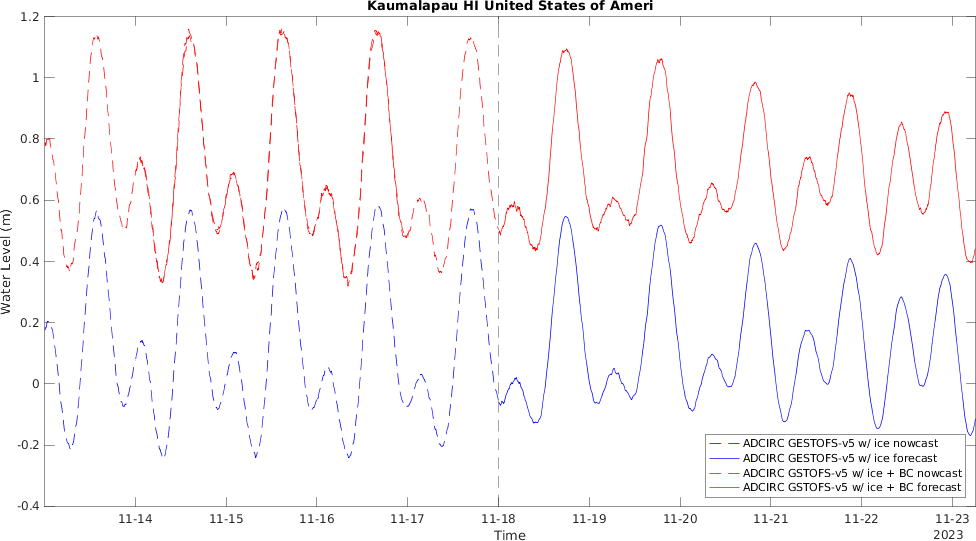 Kaumalapau HI United States of Ameri
1.2
1
0.8
0.6
0.4
0.2
0
-0.2
-0.4
Water Level (m)
11-14 11-15 11-16 11-17 11-18 11-19 11-20 11-21 11-22 11-23
Time 2023
ADCIRC GESTOFS-v5 w/ ice nowcast
ADCIRC GESTOFS-v5 w/ ice forecast
ADCIRC GSTOFS-v5 w/ ice + BC nowcast
ADCIRC GSTOFS-v5 w/ ice + BC forecast